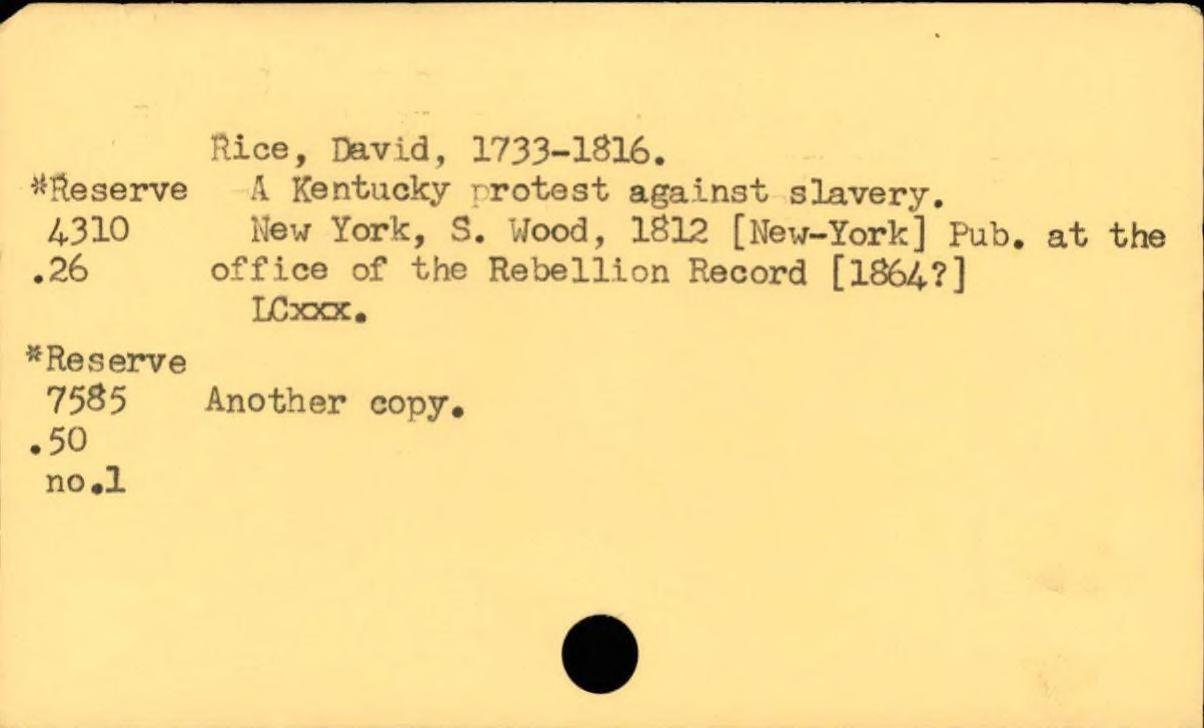 Rice, David, 1733-1816.
*Reserve A Kentucky protest against slavery.
4310 New York, S. Wood, 1812 [New-York] Pub. at the
.26 office of the Rebellion Record [1864?]
LCxxx.
*Reserve
7585 Another copy.
.50
no.1